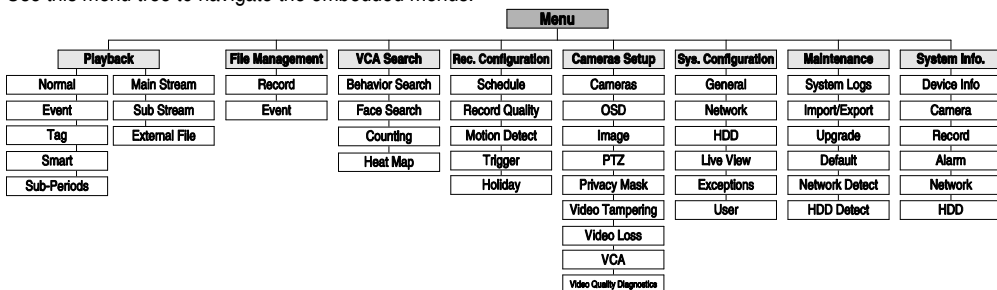 Use this menu tree to navigate the embedded menus:
Menu
Playback
Normal
Event
Tag
Smart
Sub-Periods
Main Stream
Sub Stream
External File
File Management
Record
Event
VCA Search
Behavior Search
Face Search
Counting
Heat Map
Rec. Configuration
Schedule
Record Quality
Motion Detect
Trigger
Holiday
Cameras Setup
Cameras
OSD
Image
PTZ
Privacy Mask
Video Tampering
Video Loss
VCA
Video Quality Diagnostics
Sys. Configuration
General
Network
HDD
Live View
Exceptions
User
Maintenance
System Logs
Import/Export
Upgrade
Default
Network Detect
HDD Detect
System Info.
Device Info
Camera
Record
Alarm
Network
HDD